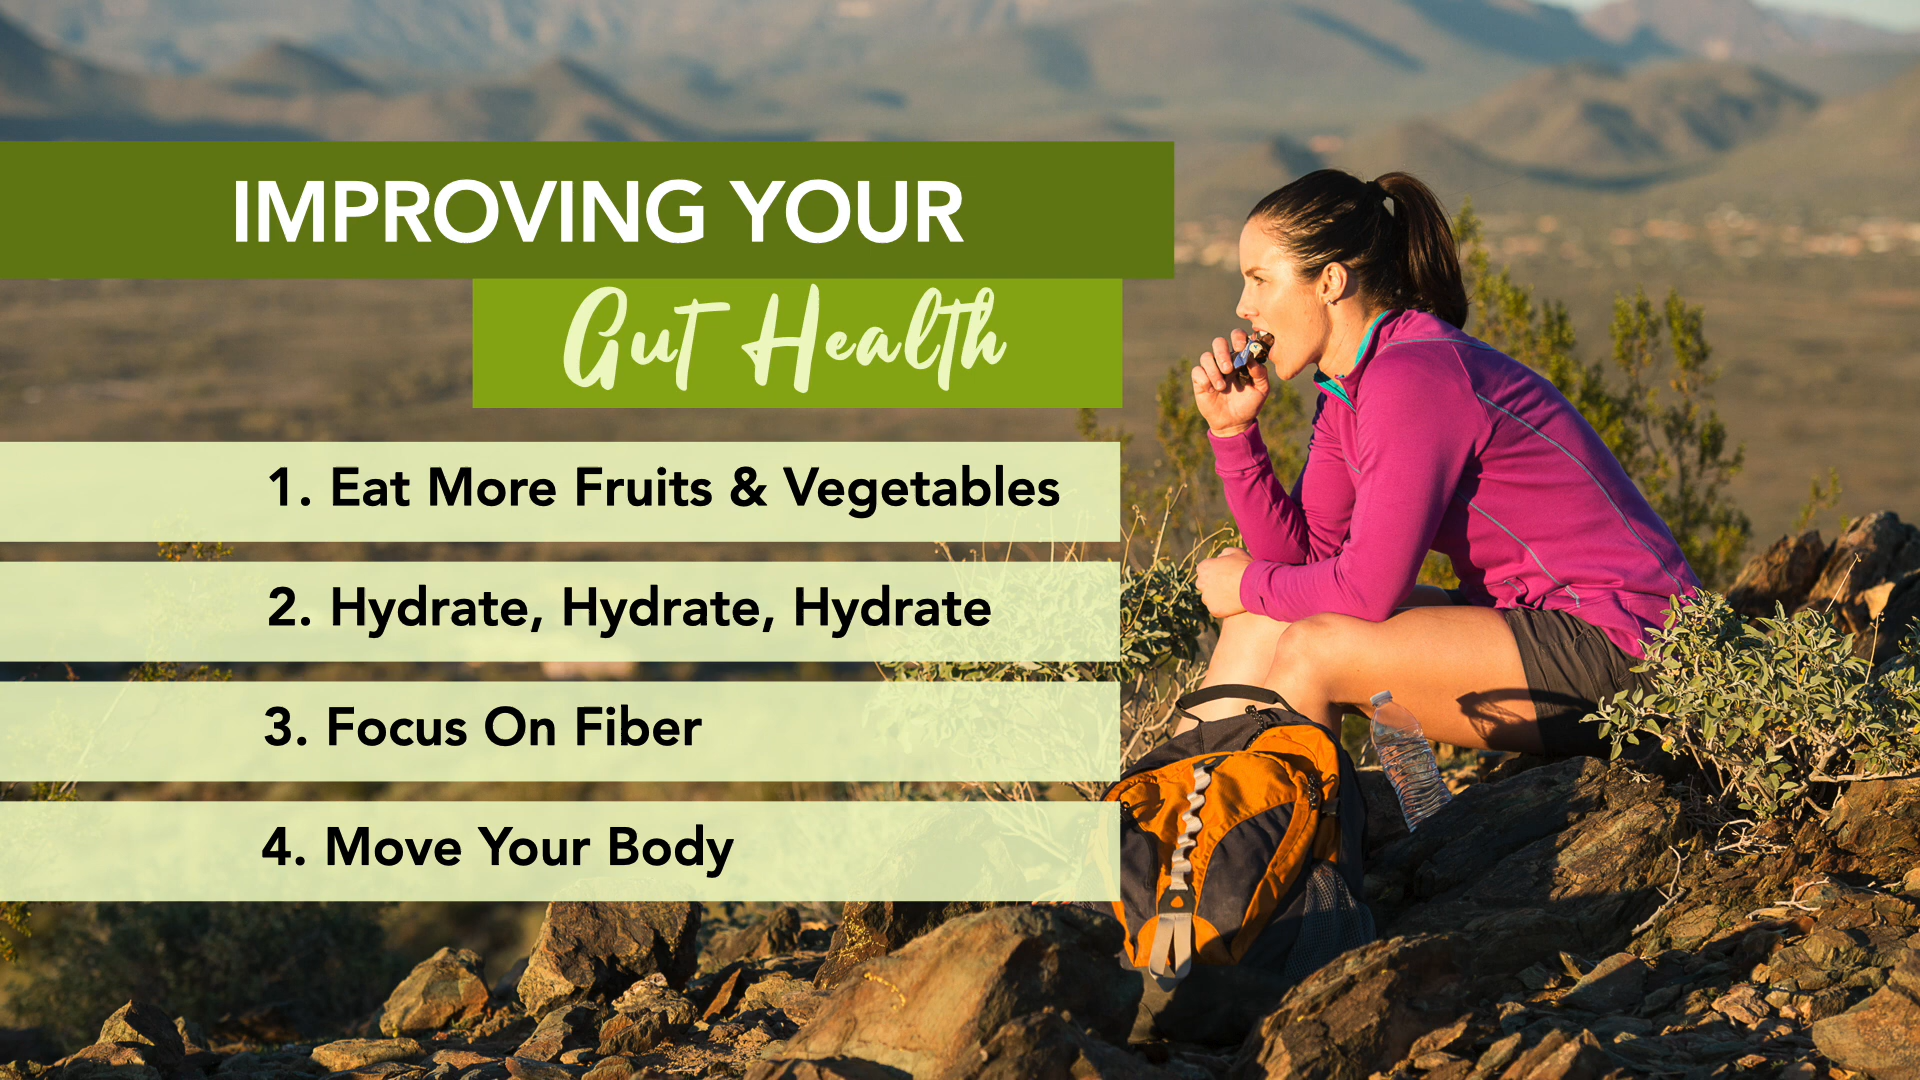 IMPROVING YOUR
Gut Health
1. Eat More Fruits & Vegetables
2. Hydrate, Hydrate, Hydrate
3. Focus On Fiber
4. Move Your Body